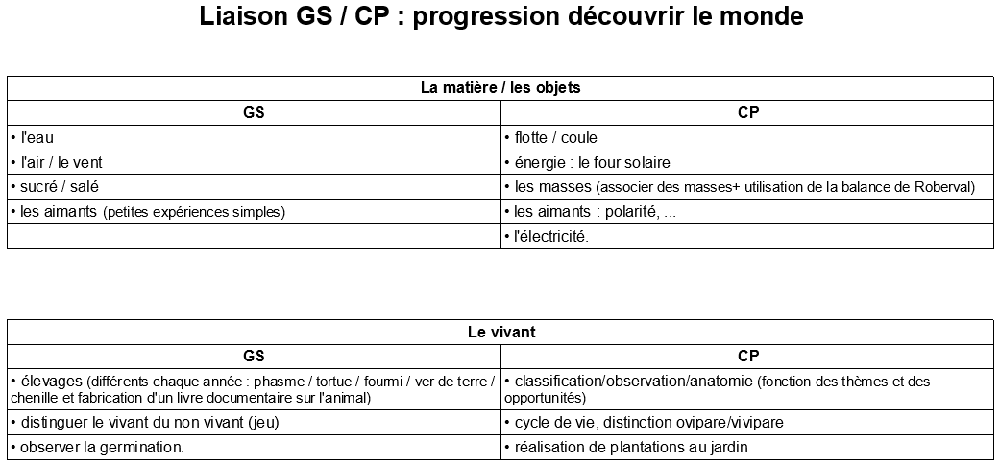 Liaison GS / CP : progression découvrir le monde
La matière / les objets
GS CP
• l'eau • flotte / coule
• l'air / le vent • énergie : le four solaire
• sucré / salé • les masses (associer des masses+ utilisation de la balance de Roberval)
• les aimants (petites expériences simples) • les aimants : polarité, ...
• l'électricité.
Le vivant
GS CP
• élevages (différents chaque année : phasme / tortue / fourmi / ver de terre /
chenille et fabrication d'un livre documentaire sur l'animal)
• classification/observation/anatomie (fonction des thèmes et des
opportunités)
• distinguer le vivant du non vivant (jeu) • cycle de vie, distinction ovipare/vivipare
• observer la germination. • réalisation de plantations au jardin